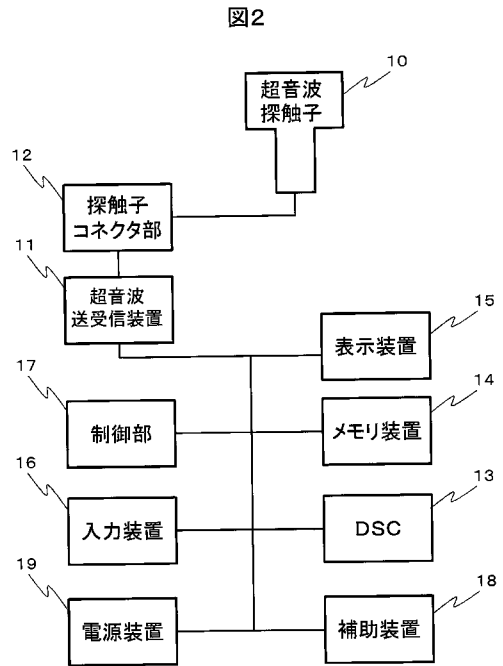 図2
10
超音波
探触子
12
探触子
コネクタ部
11
超音波
送受信装置
15
表示装置
17
制御部
14
メモリ装置
16
入力装置
13
DSC
19
電源装置
18
補助装置